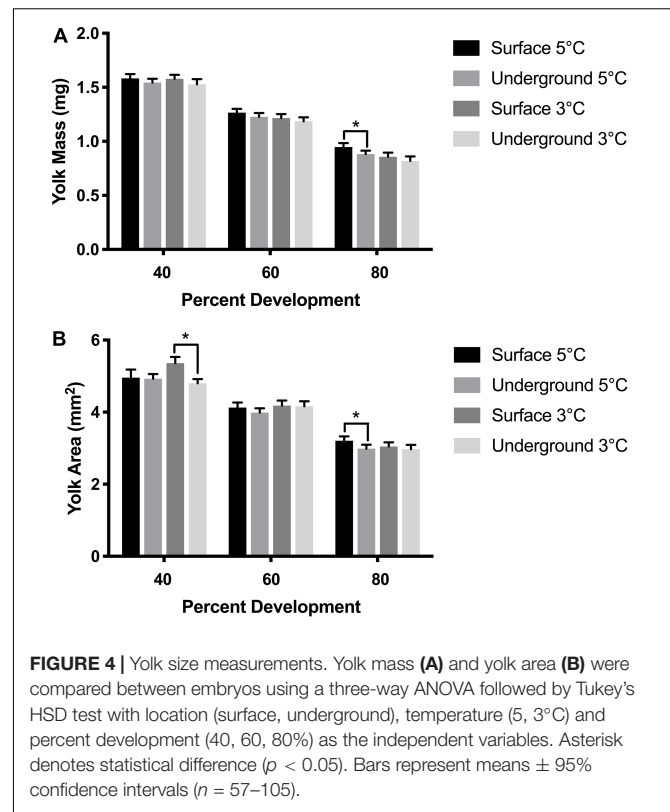 A
2.0
1.5
1.0
0.5
0.0
Yolk Mass (mg)
*
40 60 80
Percent Development
Surface 5°C
Underground 5°C
Surface 3°C
Underground 3°C
B
6
4
2
0
Yolk Area (mm²)
* *
40 60 80
Percent Development
Surface 5°C
Underground 5°C
Surface 3°C
Underground 3°C
FIGURE 4 | Yolk size measurements. Yolk mass (A) and yolk area (B) were
compared between embryos using a three-way ANOVA followed by Tukey's
HSD test with location (surface, underground), temperature (5, 3°C) and
percent development (40, 60, 80%) as the independent variables. Asterisk
denotes statistical difference (p < 0.05). Bars represent means ± 95%
confidence intervals (n = 57–105).